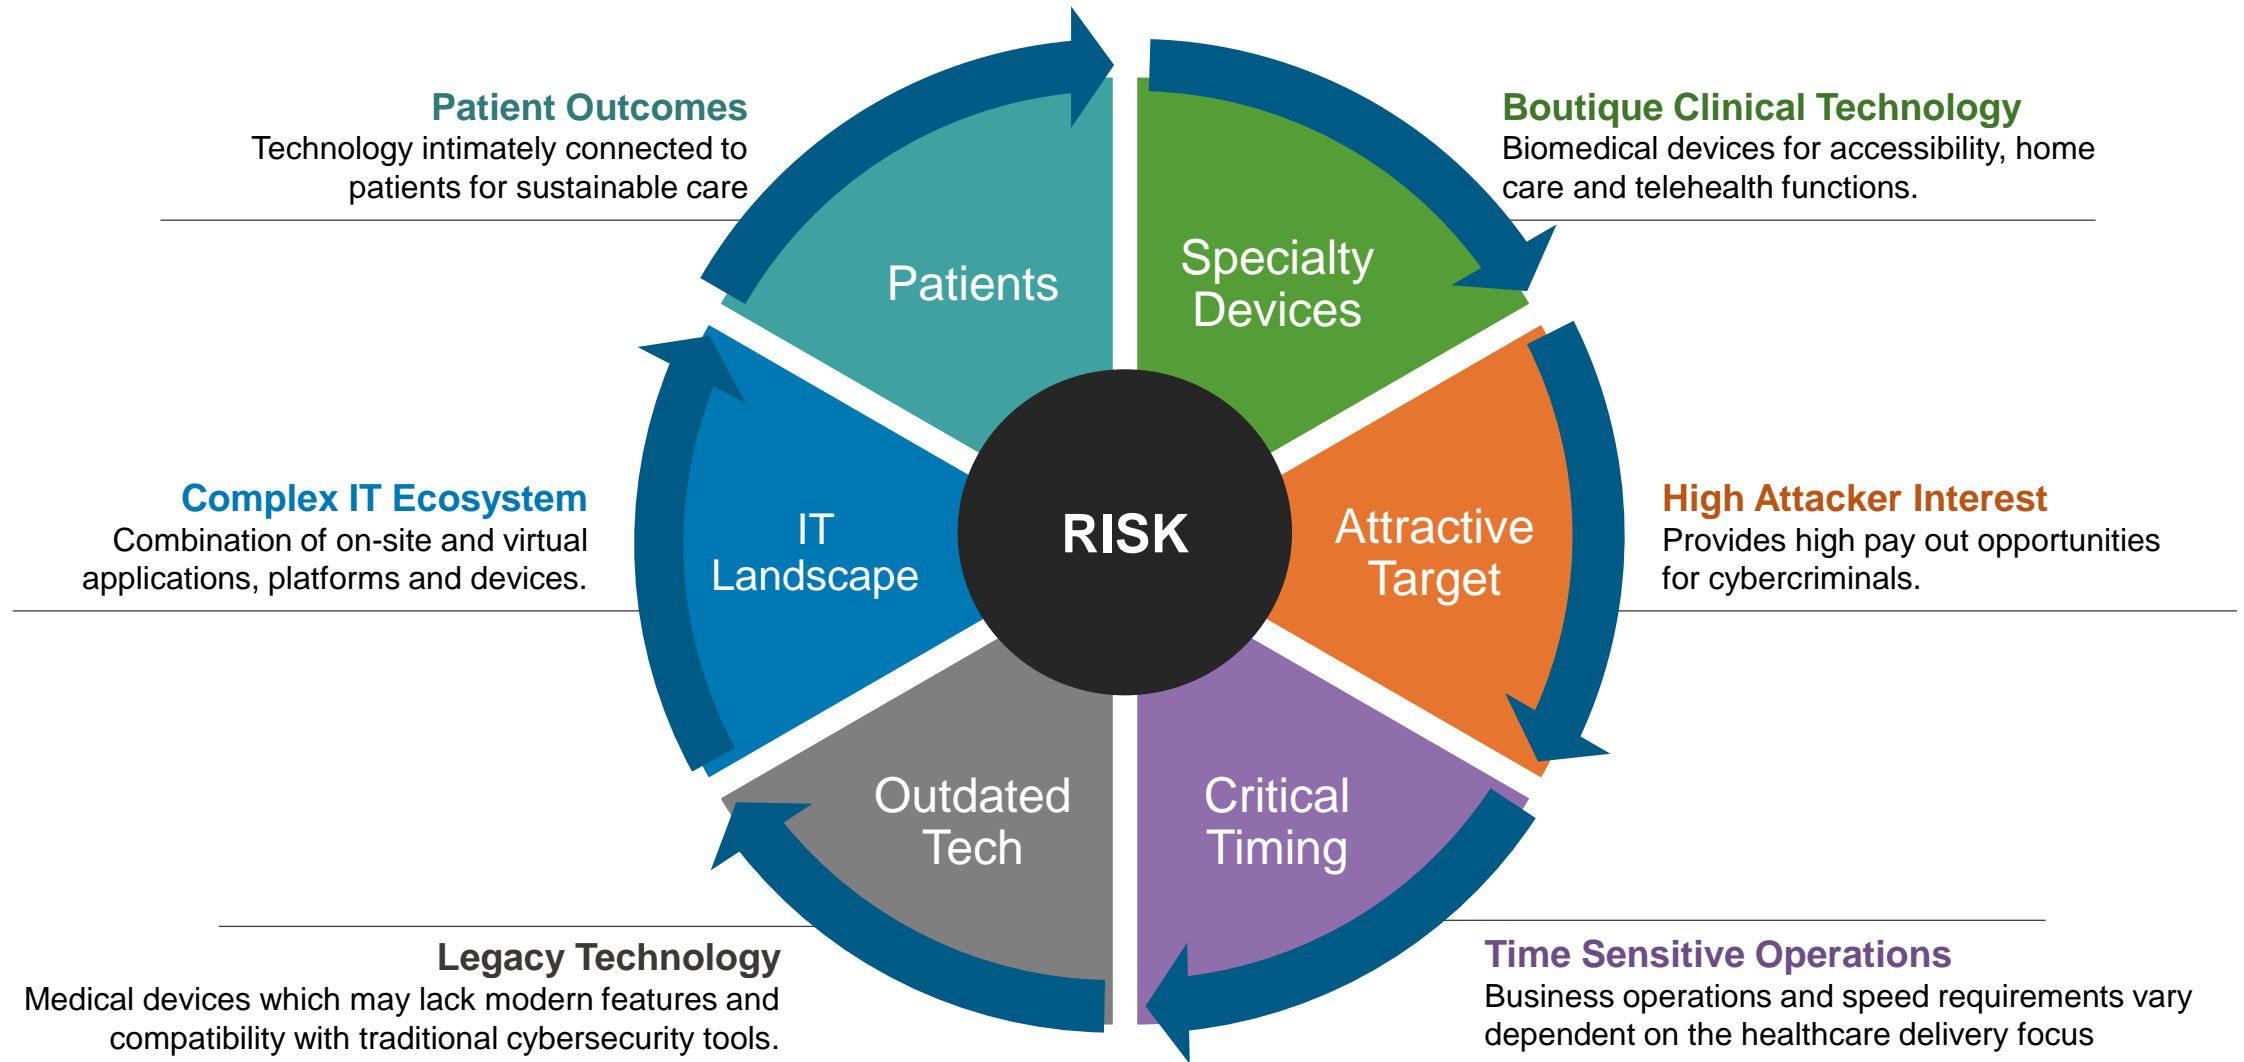 Patient Outcomes
Technology intimately connected to
patients for sustainable care
Boutique Clinical Technology
Biomedical devices for accessibility, home
care and telehealth functions.
Patients
Specialty
Devices
Complex IT Ecosystem
Combination of on-site and virtual
applications, platforms and devices.
IT
Landscape
RISK
Attractive
Target
High Attacker Interest
Provides high pay out opportunities
for cybercriminals.
Outdated
Tech
Critical
Timing
Legacy Technology
Medical devices which may lack modern features and
compatibility with traditional cybersecurity tools.
Time Sensitive Operations
Business operations and speed requirements vary
dependent on the healthcare delivery focus